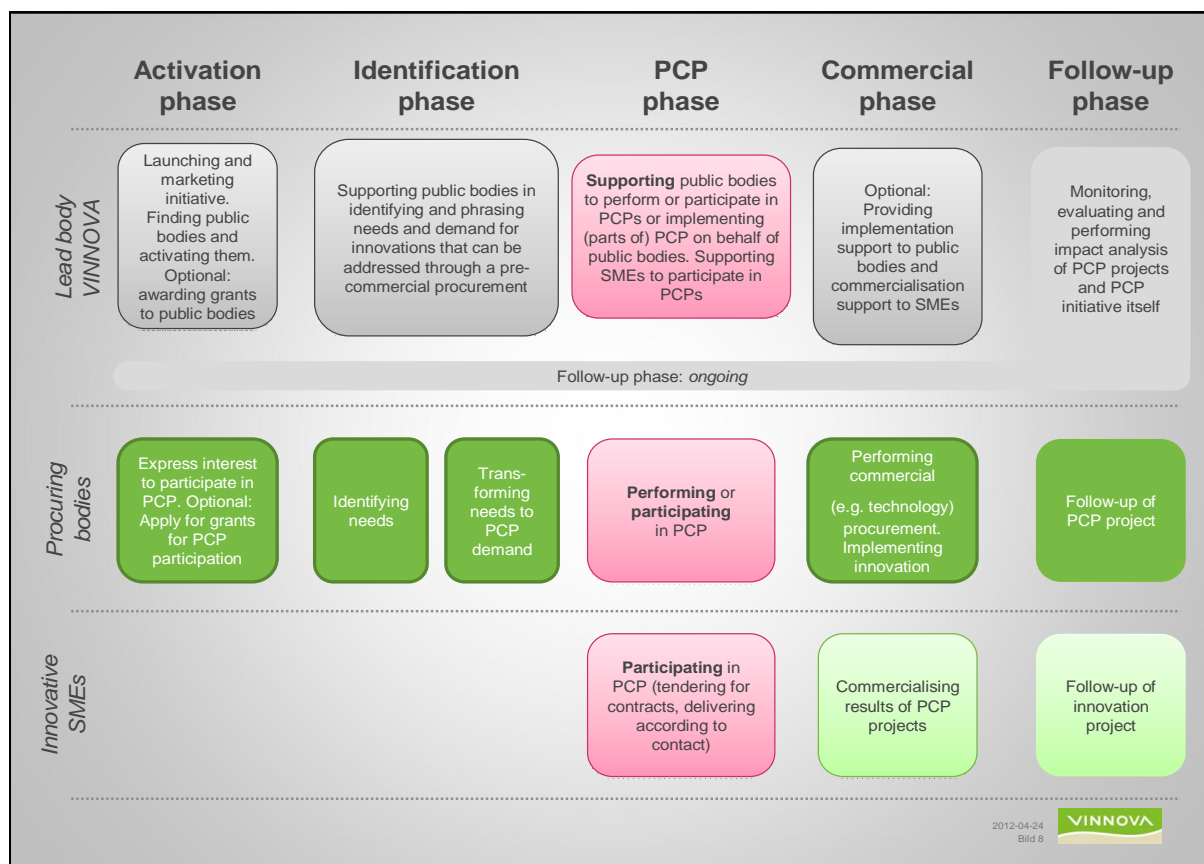 Activation
phase
Identification
phase
PCP
phase
Commercial
phase
Follow-up
phase
Lead body
VINNOVA
Launching and
marketing
initiative.
Finding public
bodies and
activating them.
Optional:
awarding grants
to public bodies
Supporting public bodies in
identifying and phrasing
needs and demand for
innovations that can be
addressed through a pre-
commercial procurement
Supporting public bodies
to perform or participate in
PCPs or implementing
(parts of) PCP on behalf of
public bodies. Supporting
SMEs to participate in
PCPs
Optional:
Providing
implementation
support to public
bodies and
commercialisation
support to SMEs
Monitoring,
evaluating and
performing
impact analysis
of PCP projects
and PCP
initiative itself
Follow-up phase: ongoing
Procuring
bodies
Express interest
to participate in
PCP. Optional:
Apply for grants
for PCP
participation
Identifying
needs
Trans-
forming
needs to
PCP
demand
Performing or
participating
in PCP
Performing
commercial
(e.g. technology)
procurement.
Implementing
innovation
Follow-up of
PCP project
Innovative
SMEs
Participating in
PCP (tendering for
contracts, delivering
according to
contact)
Commercialising
results of PCP
projects
Follow-up of
innovation
project
2012-04-24
Bild 8
VINNOVA